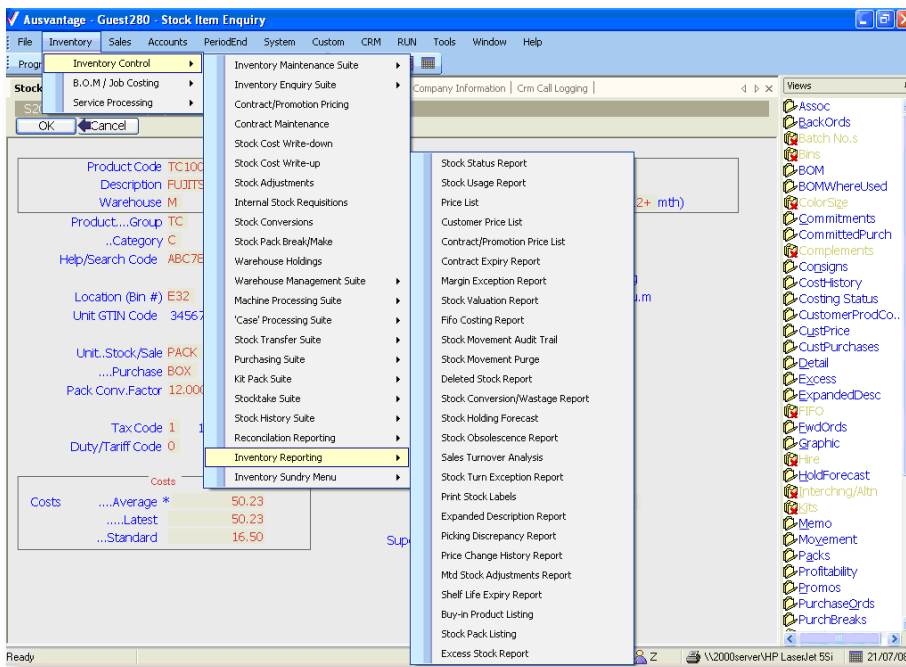 Ausvantage - Guest280 - Stock Item Enquiry
File Inventory Sales Accounts PeriodEnd System Custom CRM RUN Tools Window Help
Progr
Inventory Control
B.O.M / Job Costing
Service Processing
Stock
Company Information | Crm Call Logging |
S20
OK Cancel
Product Code TC100
Description FUJITS
Warehouse M
2+ mth)
Product....Group TC
..Category C
Help/Search Code ABC78
Location (Bin #) E32
u.m
Unit GTIN Code 34567
Unit..Stock/Sale PACK
....Purchase BOX
Pack Conv.Factor 12.000
Tax Code 1 1
Duty/Tariff Code 0
Costs
Costs ....Average * 50.23
.....Latest 50.23
...Standard 16.50
Supe
Inventory Maintenance Suite
Inventory Enquiry Suite
Contract/Promotion Pricing
Contract Maintenance
Stock Cost Write-down
Stock Cost Write-up
Stock Adjustments
Internal Stock Requisitions
Stock Conversions
Stock Pack Break/Make
Warehouse Holdings
Warehouse Management Suite
Machine Processing Suite
'Case' Processing Suite
Stock Transfer Suite
Purchasing Suite
Kit Pack Suite
Stocktake Suite
Stock History Suite
Reconcilation Reporting
Inventory Reporting
Inventory Sundry Menu
Stock Status Report
Stock Usage Report
Price List
Customer Price List
Contract/Promotion Price List
Contract Expiry Report
Margin Exception Report
Stock Valuation Report
Fifo Costing Report
Stock Movement Audit Trail
Stock Movement Purge
Deleted Stock Report
Stock Conversion/Wastage Report
Stock Holding Forecast
Stock Obsolescence Report
Sales Turnover Analysis
Stock Turn Exception Report
Print Stock Labels
Expanded Description Report
Picking Discrepancy Report
Price Change History Report
Mtd Stock Adjustments Report
Shelf Life Expiry Report
Buy-in Product Listing
Stock Pack Listing
Excess Stock Report
Views
Assoc
BackOrds
Batch No.s
Bins
BOM
BOMWhereUsed
ColorSize
Commitments
CommittedPurch
Complements
Consigns
CostHistory
Costing Status
CustomerProdCo..
CustPrice
CustPurchases
Detail
Excess
ExpandedDesc
FIFO
FwdOrds
Graphic
Hire
HoldForecast
Interchng/Altn
Kits
Memo
Movement
Packs
Profitability
Promos
PurchaseOrds
PurchBreaks
Ready
Z \\2000server\HP LaserJet 5Si 21/07/08